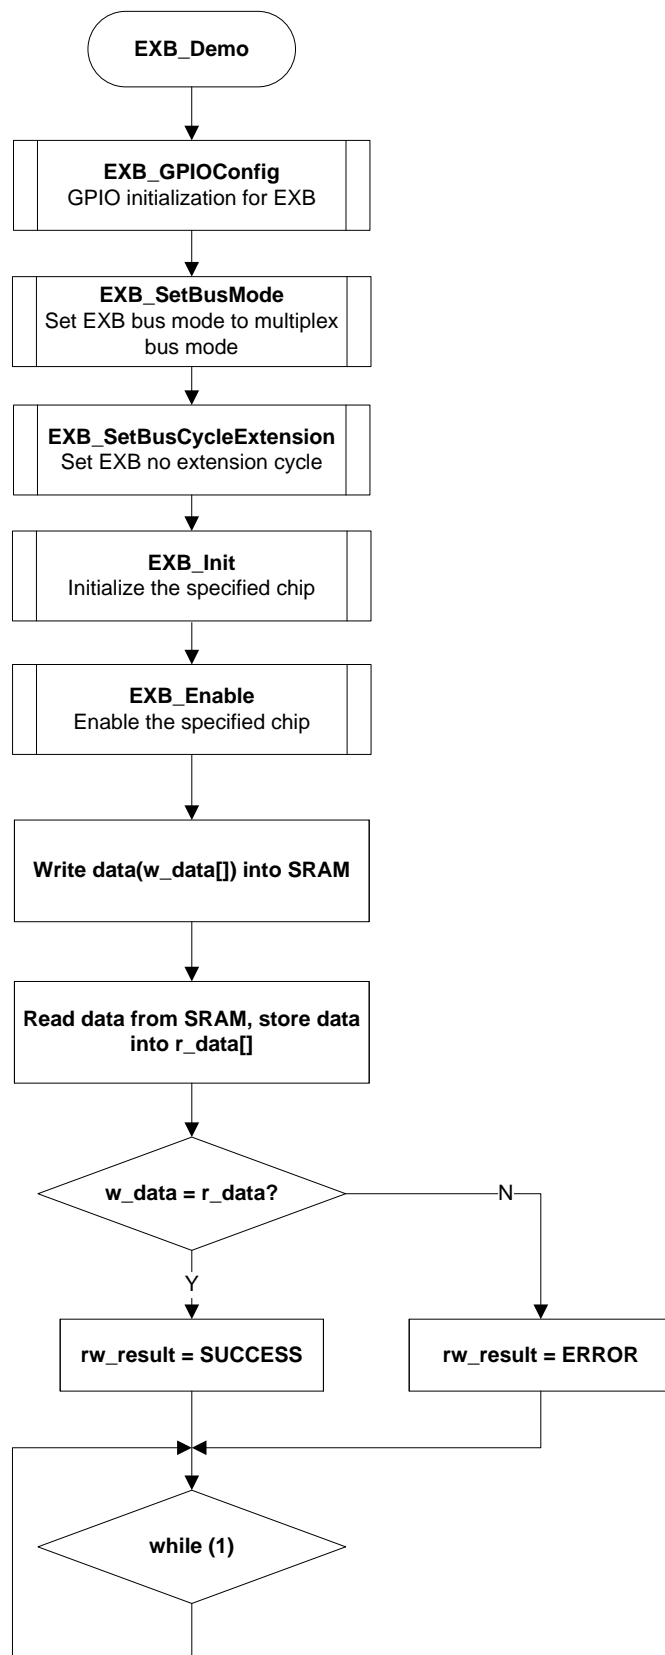 EXB_Demo
EXB_GPIOConfig
GPIO initialization for EXB
EXB_SetBusMode
Set EXB bus mode to multiplex
bus mode
EXB_SetBusCycleExtension
Set EXB no extension cycle
EXB_Init
Initialize the specified chip
EXB_Enable
Enable the specified chip
Write data(w_data[]) into SRAM
Read data from SRAM, store data
into r_data[]
w_data = r_data?
N
Y
rw_result = SUCCESS
rw_result = ERROR
while (1)